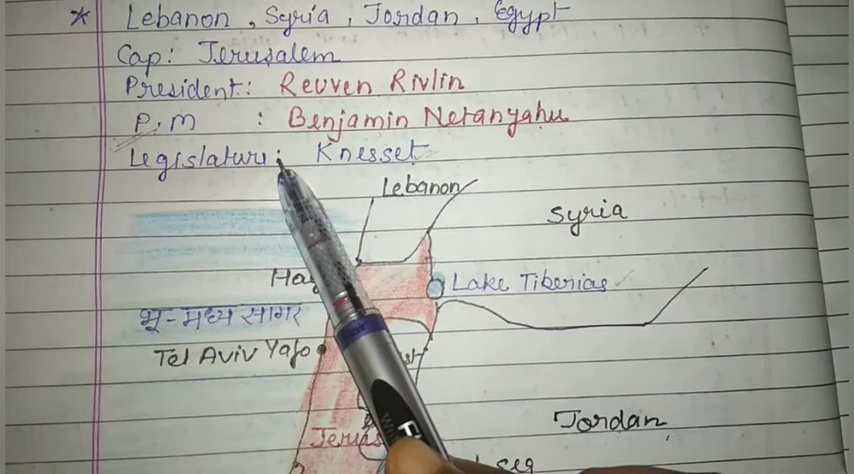 * Lebanon, Syria, Jordan, Egypt
Cap: Jerusalem
President: Reuven Rivlin
P.M : Benjamin Netanyahu
Legislature: Knesset
Lebanon
Syria
Lake Tiberias
भू-मध्य सागर
Tel Aviv Yafo
Jordan